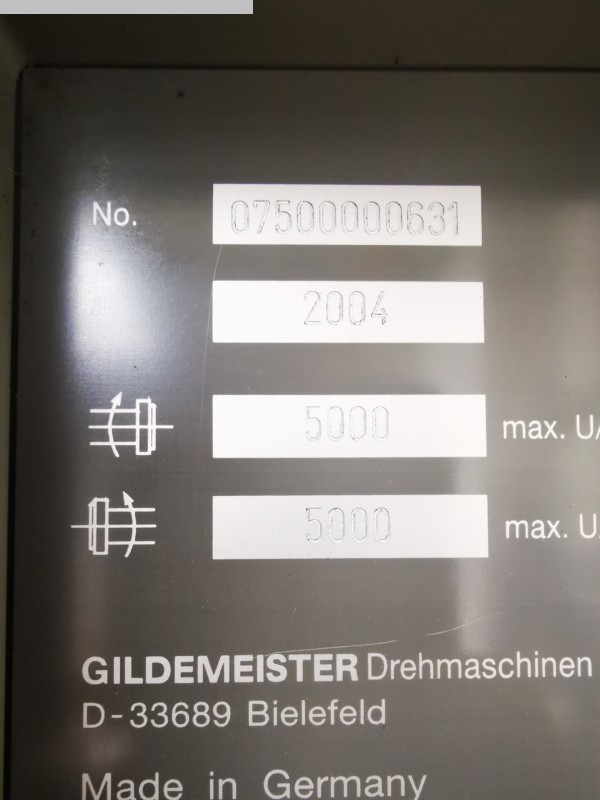 No. 07500000631
2004
5000 max. U/
5000 max. U
GILDEMEISTER Drehmaschinen
D-33689 Bielefeld
Made in Germany